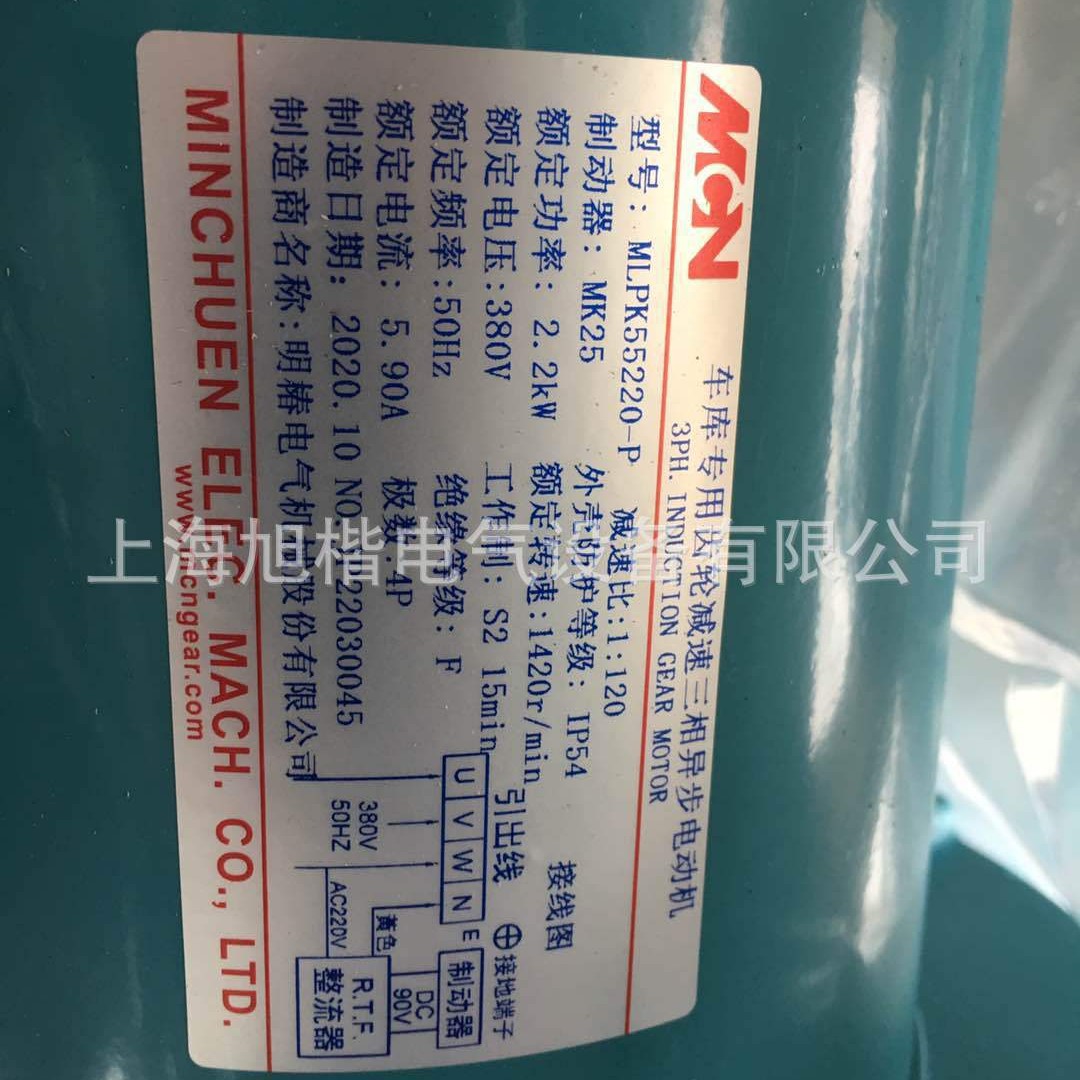 MCN
车库专用齿轮减速三相异步电动机
3PH. INDUCTION GEAR MOTOR
型号: MLPK55220-P 减速比:1:120
制动器: MK25 外壳防护等级: IP54
额定功率: 2.2kW 额定转速:1420r/min
额定电压:380V 工作制: S2 15min
额定频率:50Hz 绝缘等级: F
额定电流: 5.90A 极数 4P
制造日期: 2020.10 NO. 22030045
制造商名称:明椿电气机 股份有限公司
MINCHUEN ELEC. MACH. CO., LTD.
www.mcngear.com
接线图
引出线 接地端子
U V W N E
制动器
380V
50HZ
黄色
DC
90V
AC220V
R.T.F.
整流器
上海旭楷电气设备有限公司